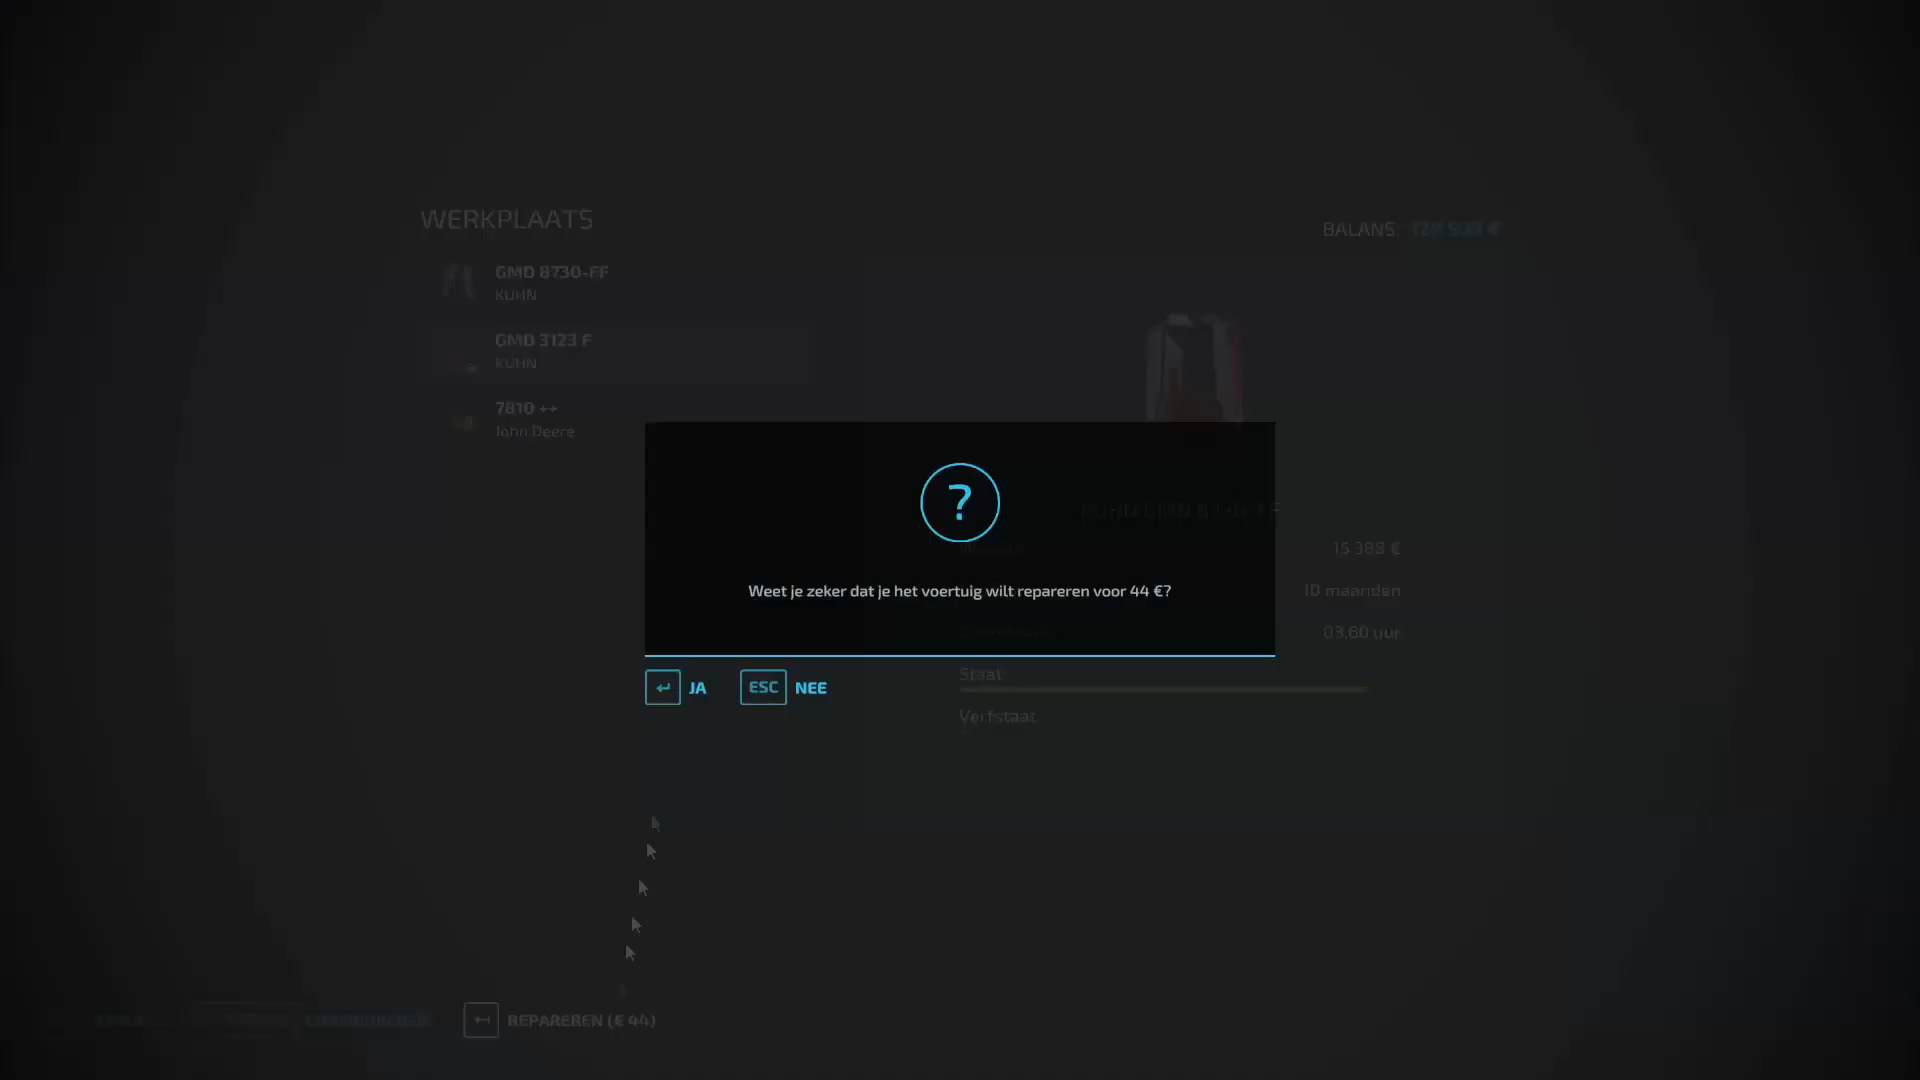 WERKPLAATS
BALANS:
GMD 8730-FF
KUHN
GMD 3123 F
KUHN
7810 ++
John Deere
?
15 388 €
Weet je zeker dat je het voertuig wilt repareren voor 44 €?
10 maanden
03.60 uur
Staat
ESC
JA
NEE
Verfstaat
REPAREREN (€ 44)